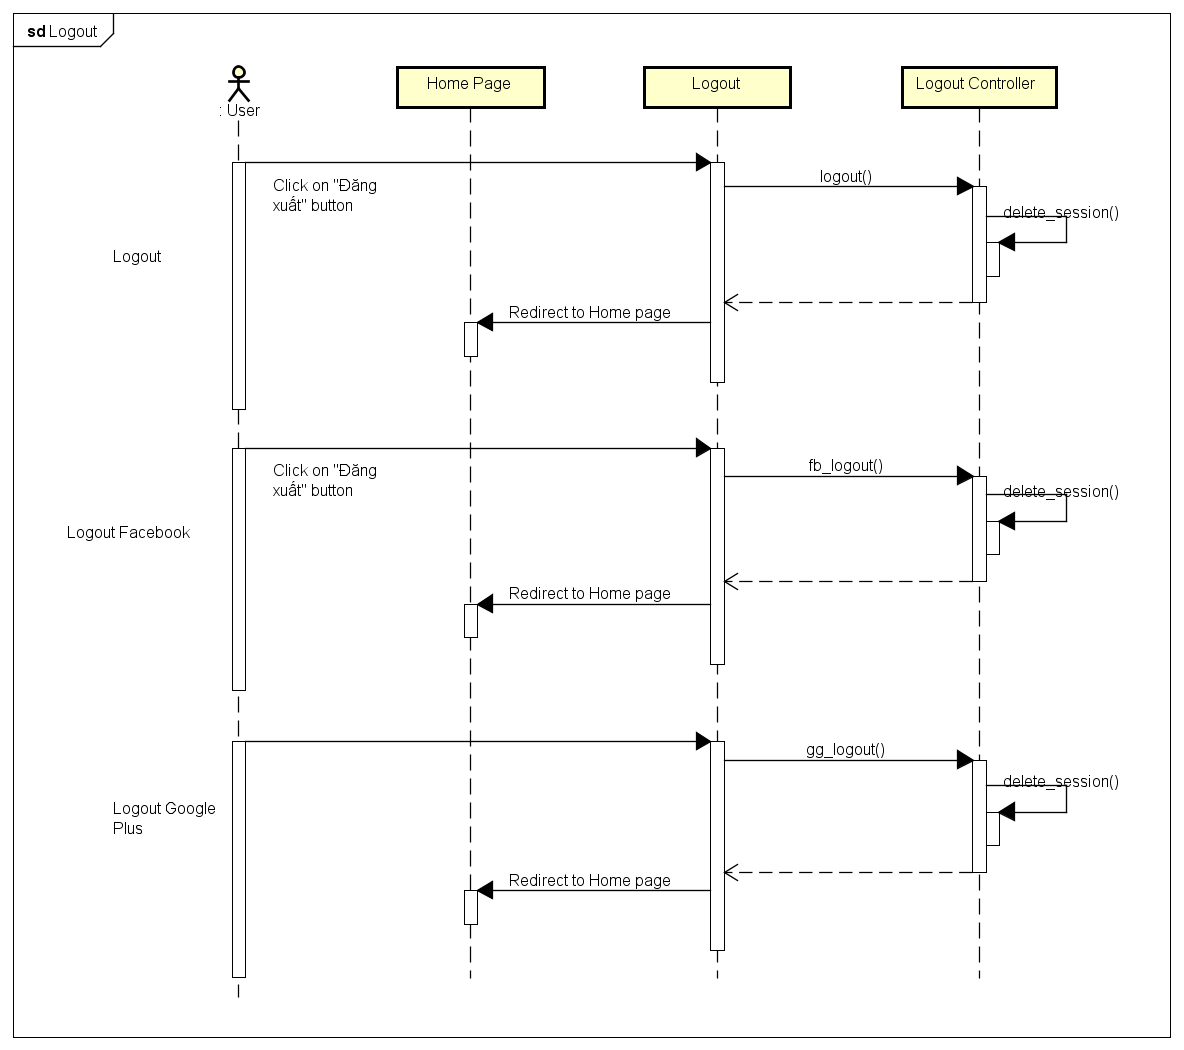 sd Logout
: User
Home Page
Logout
Logout Controller
Click on "Đăng
xuất" button
logout()
delete_session()
Logout
Redirect to Home page
Click on "Đăng
xuất" button
fb_logout()
delete_session()
Logout Facebook
Redirect to Home page
gg_logout()
delete_session()
Logout Google
Plus
Redirect to Home page